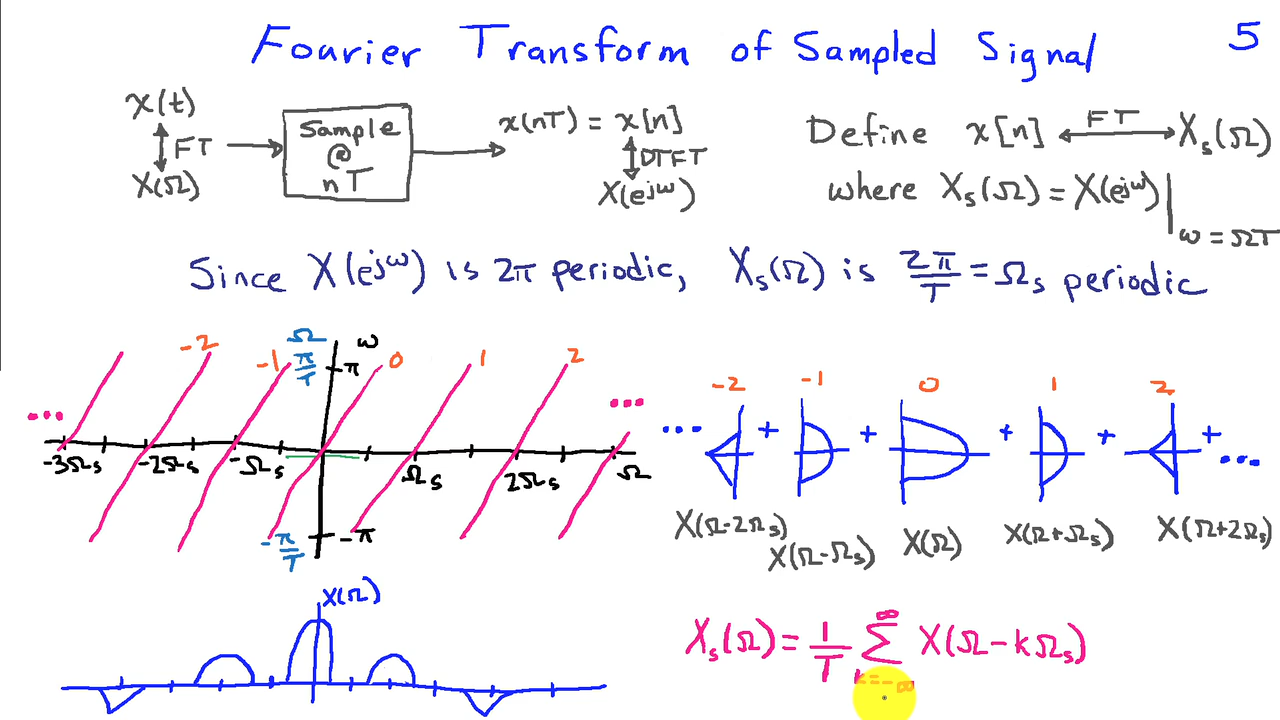 Fourier Transform of Sampled Signal 5
x(t)
FT
X(Ω)
Sample
@
nT
x(nT) = x[n]
DTFT
X(e^jω)
Define x[n] ←FT→ X_s(Ω)
where X_s(Ω) = X(e^jω)|_ω = ΩT
Since X(e^jω) is 2π periodic, X_s(Ω) is 2π/T = Ω_s periodic
-2 -1 0 1 2
Ω ω
π/T π
... ...
-3Ω_s -2Ω_s -Ω_s Ω_s 2Ω_s Ω
-π/T -π
-2 -1 0 1 2
... + + + + + ...
X(Ω-2Ω_s) X(Ω-Ω_s) X(Ω) X(Ω+Ω_s) X(Ω+2Ω_s)
X(Ω)
X_s(Ω) = 1/T ∑_{k=-∞}^{∞} X(Ω-kΩ_s)